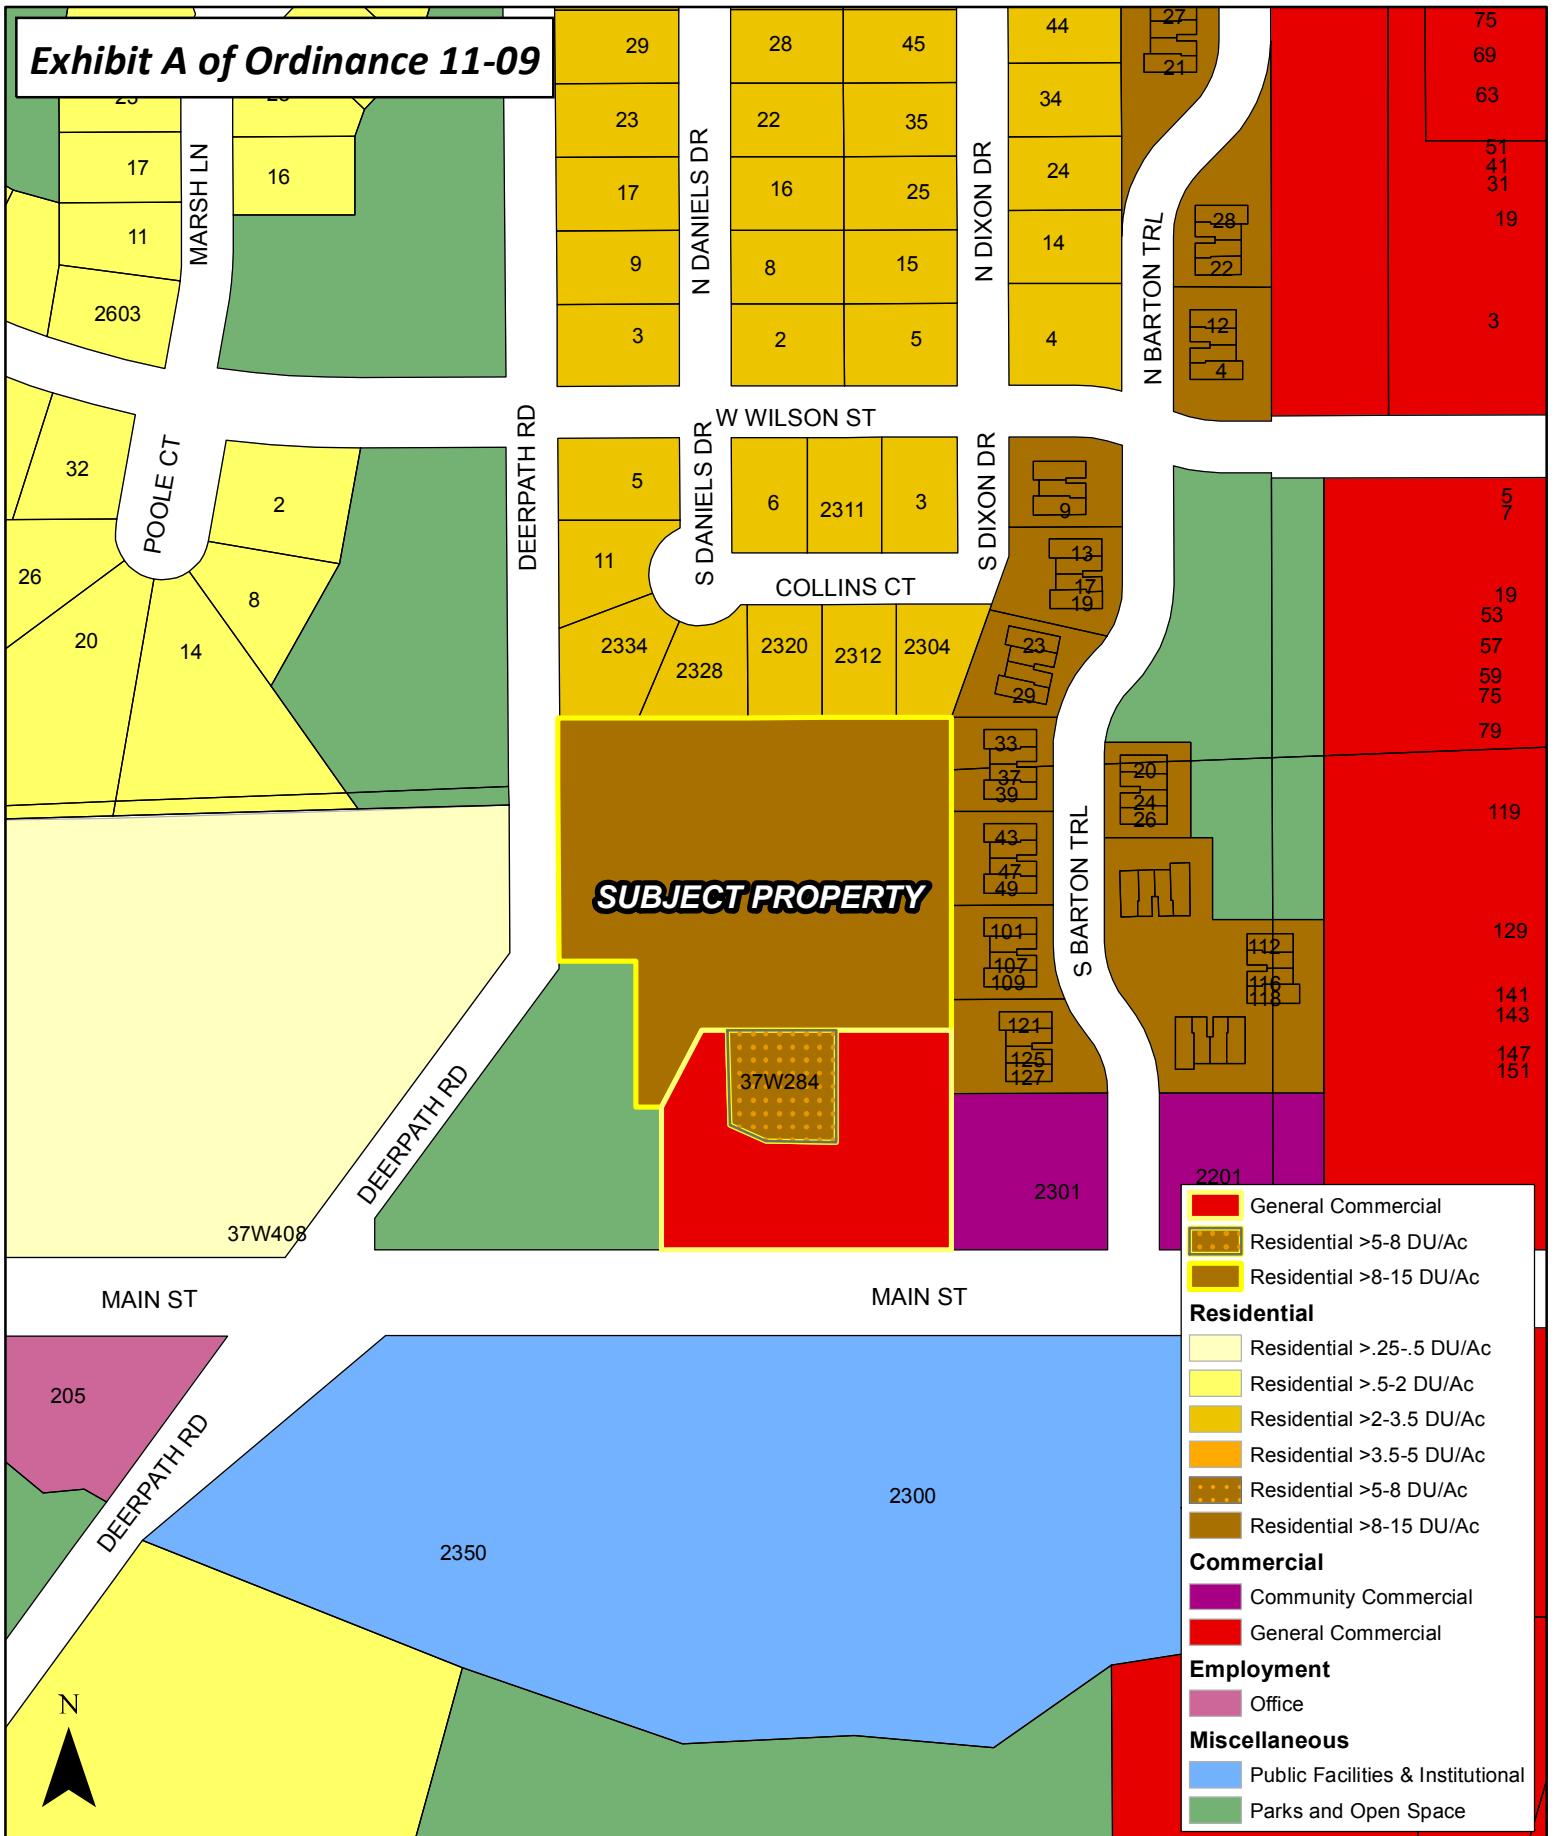 Exhibit A of Ordinance 11-09
29
28
45
44
27
21
75
69
63
23
22
35
34
17
16
MARSH LN
17
16
25
24
51
41
31
19
11
9
8
15
14
28
22
2603
3
2
5
4
12
4
3
N DANIELS DR
N DIXON DR
N BARTON TRL
W WILSON ST
32
POOLE CT
2
DEERPATH RD
5
S DANIELS DR
6
2311
3
S DIXON DR
9
5
7
26
8
11
COLLINS CT
13
17
19
19
53
20
14
2334
2328
2320
2312
2304
23
29
57
59
75
79
33
37
39
20
24
26
119
43
47
49
S BARTON TRL
SUBJECT PROPERTY
101
107
109
112
116
118
129
141
143
121
125
127
147
151
37W284
DEERPATH RD
37W408
2301
2201
MAIN ST
MAIN ST
205
DEERPATH RD
2300
2350
N
General Commercial
Residential >5-8 DU/Ac
Residential >8-15 DU/Ac
Residential
Residential >.25-.5 DU/Ac
Residential >.5-2 DU/Ac
Residential >2-3.5 DU/Ac
Residential >3.5-5 DU/Ac
Residential >5-8 DU/Ac
Residential >8-15 DU/Ac
Commercial
Community Commercial
General Commercial
Employment
Office
Miscellaneous
Public Facilities & Institutional
Parks and Open Space